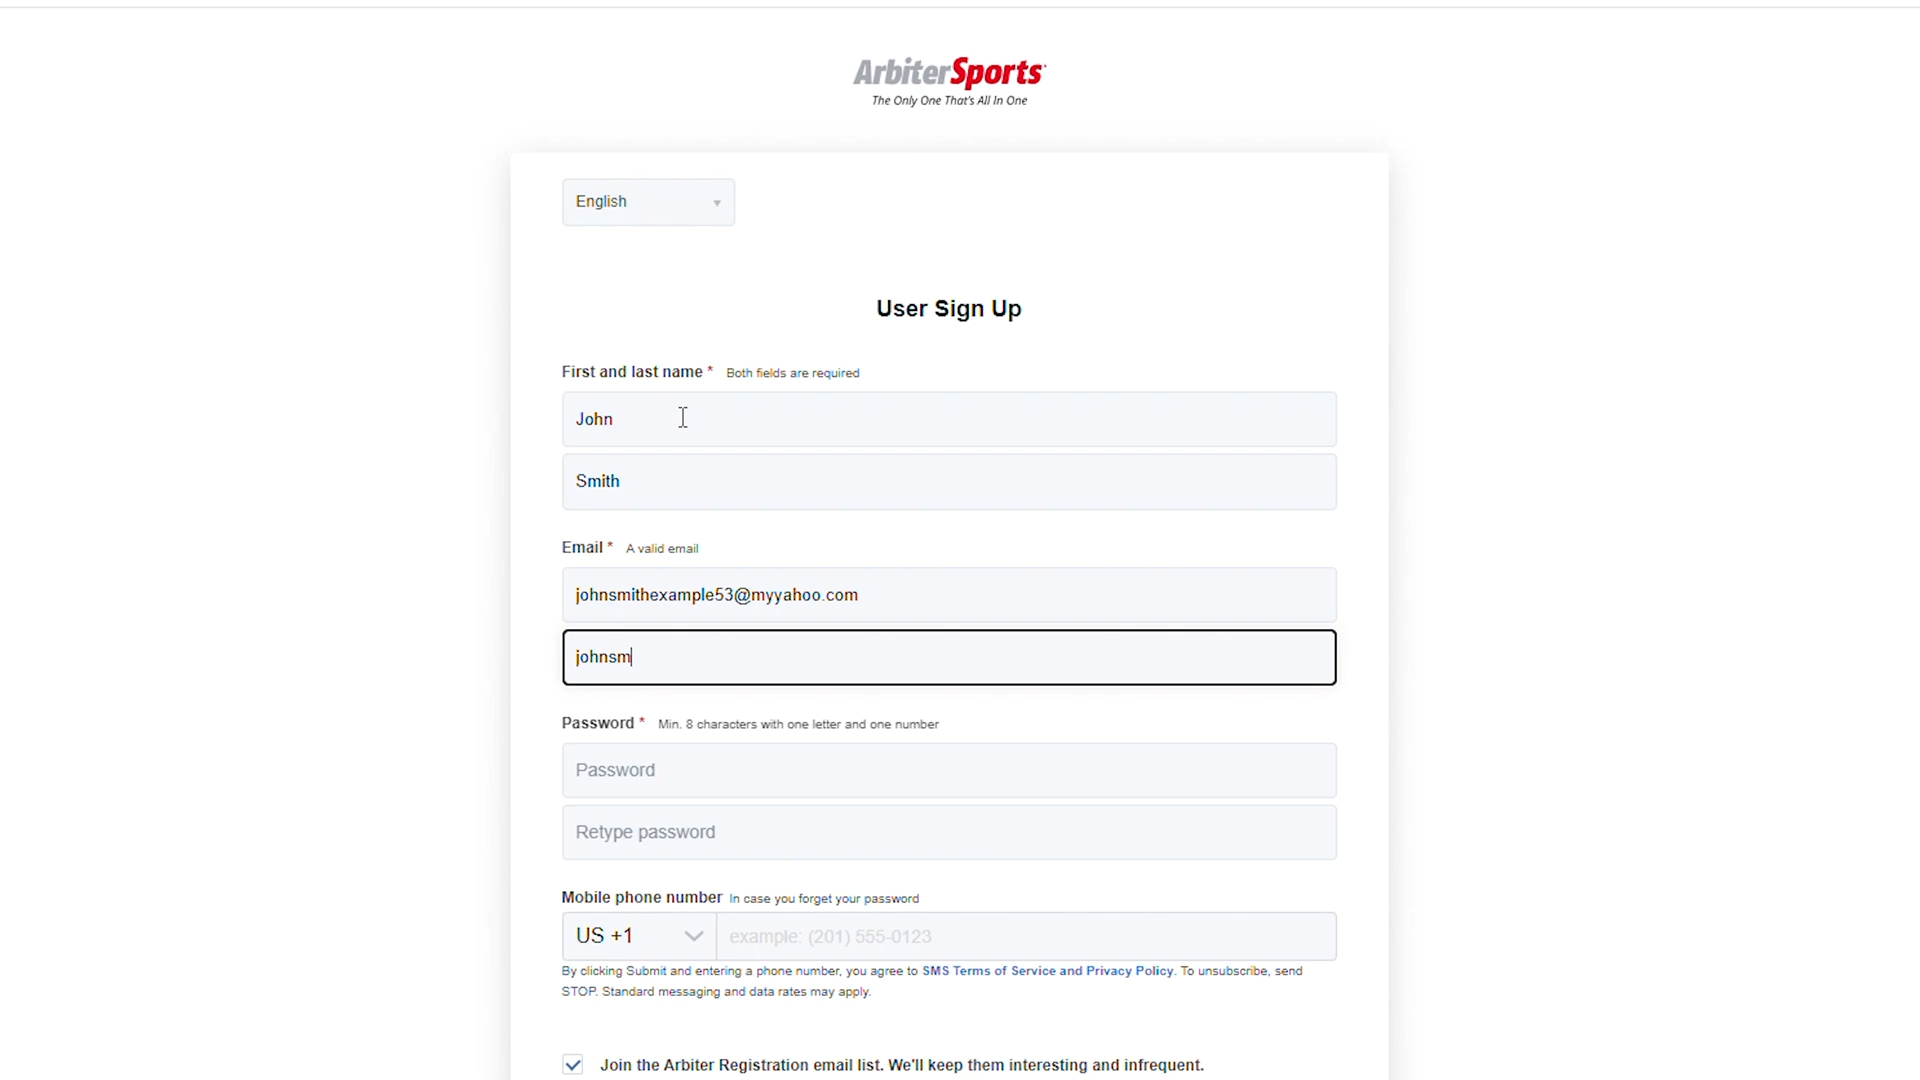 ArbiterSports
The Only One That's All In One
English
User Sign Up
First and last name * Both fields are required
John
Smith
Email * A valid email
johnsmithexample53@myyahoo.com
johnsm
Password * Min. 8 characters with one letter and one number
Password
Retype password
Mobile phone number In case you forget your password
US +1 example: (201) 555-0123
By clicking Submit and entering a phone number, you agree to SMS Terms of Service and Privacy Policy. To unsubscribe, send
STOP. Standard messaging and data rates may apply.
Join the Arbiter Registration email list. We'll keep them interesting and infrequent.